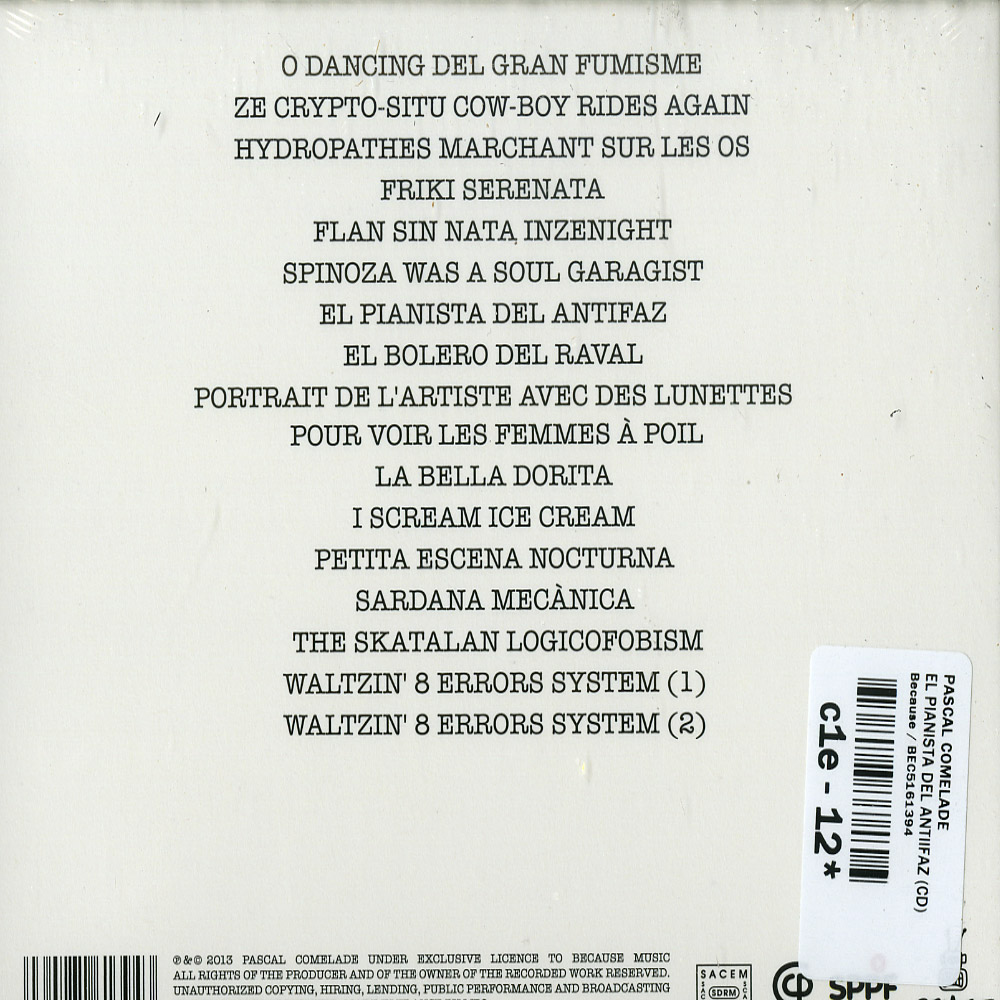 O DANCING DEL GRAN FUMISME
ZE CRYPTO-SITU COW-BOY RIDES AGAIN
HYDROPATHES MARCHANT SUR LES OS
FRIKI SERENATA
FLAN SIN NATA INZENIGHT
SPINOZA WAS A SOUL GARAGIST
EL PIANISTA DEL ANTIFAZ
EL BOLERO DEL RAVAL
PORTRAIT DE L'ARTISTE AVEC DES LUNETTES
POUR VOIR LES FEMMES À POIL
LA BELLA DORITA
I SCREAM ICE CREAM
PETITA ESCENA NOCTURNA
SARDANA MECÀNICA
THE SKATALAN LOGICOFOBISM
WALTZIN' 8 ERRORS SYSTEM (1)
WALTZIN' 8 ERRORS SYSTEM (2)
PASCAL COMELADE
EL PIANISTA DEL ANTIIFAZ (CD)
Because / BEC5161394
c1e - 12*
℗ & © 2013 PASCAL COMELADE UNDER EXCLUSIVE LICENCE TO BECAUSE MUSIC
ALL RIGHTS OF THE PRODUCER AND OF THE OWNER OF THE RECORDED WORK RESERVED.
UNAUTHORIZED COPYING, HIRING, LENDING, PUBLIC PERFORMANCE AND BROADCASTING
SACEM
SDRM
SPPF